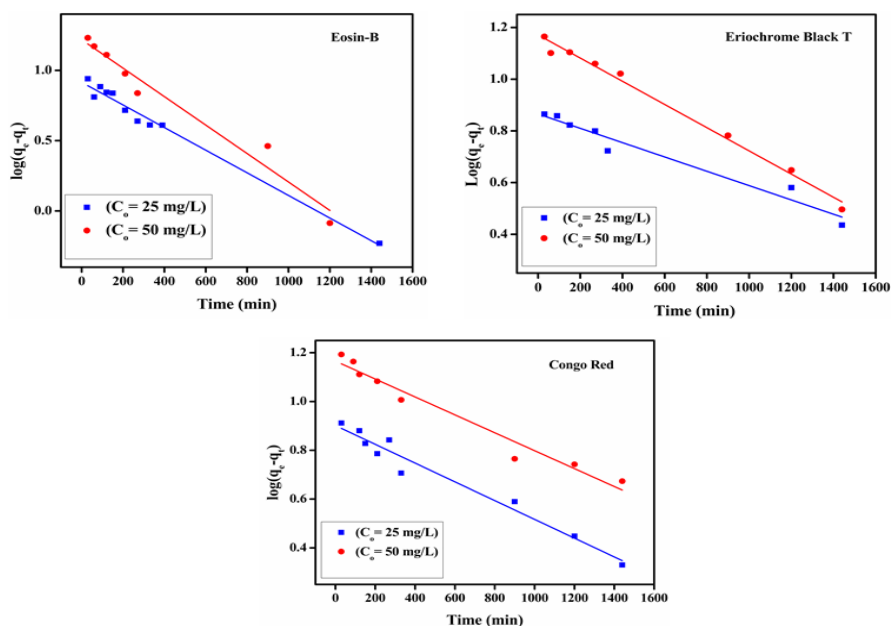 Eosin-B
log(qe-qt)
1.0
0.5
0.0
(Co= 25 mg/L)
(Co= 50 mg/L)
0 200 400 600 800 1000 1200 1400 1600
Time (min)
Eriochrome Black T
Log(qe-qt)
1.2
1.0
0.8
0.6
0.4
(Co= 25 mg/L)
(Co= 50 mg/L)
0 200 400 600 800 1000 1200 1400 1600
Time (min)
Congo Red
log(qe-qt)
1.2
1.0
0.8
0.6
0.4
(Co= 25 mg/L)
(Co= 50 mg/L)
0 200 400 600 800 1000 1200 1400 1600
Time (min)